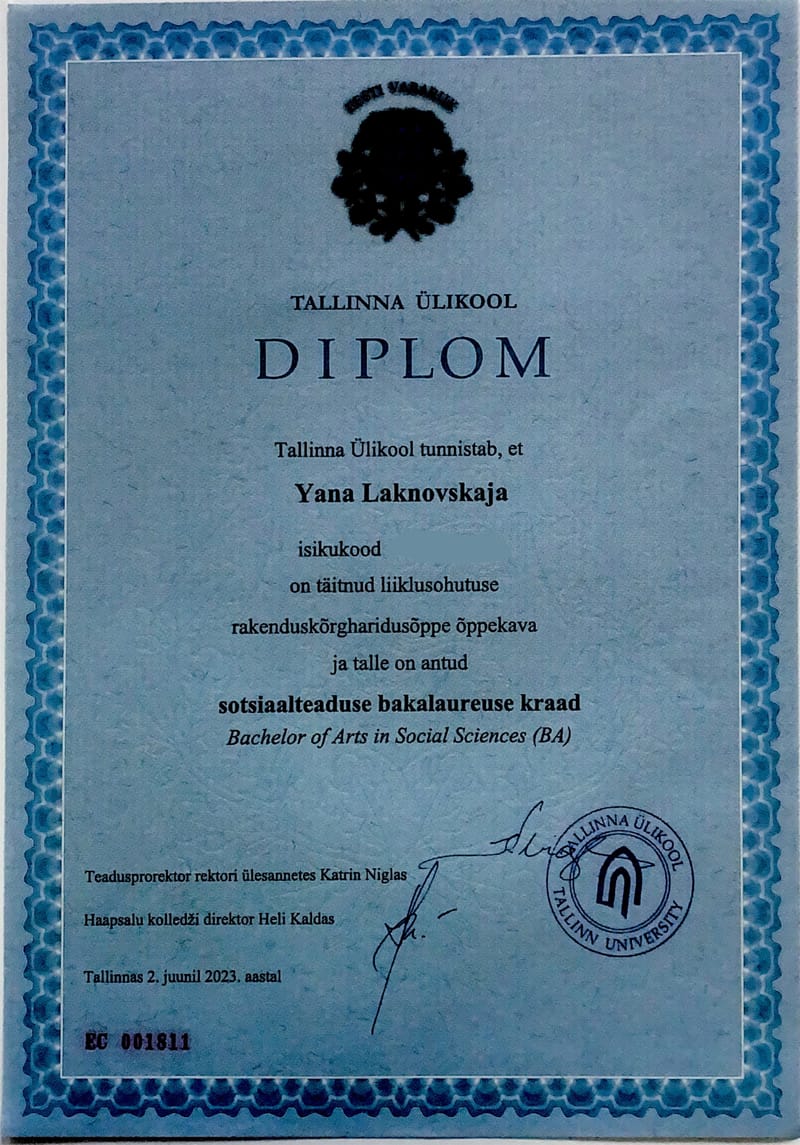 EESTI VABARIIK
TALLINNA ÜLIKOOL
DIPLOM
Tallinna Ülikool tunnistab, et
Yana Laknovskaja
isikukood
on täitnud liiklusohutuse
rakenduskõrgharidusõppe õppekava
ja talle on antud
sotsiaalteaduse bakalaureuse kraad
Bachelor of Arts in Social Sciences (BA)
Teadusprorektor rektori ülesannetes Katrin Niglas
Haapsalu kolledži direktor Heli Kaldas
TALLINNA ÜLIKOOL
TALLINN UNIVERSITY
Tallinnas 2. juunil 2023. aastal
EC 001811